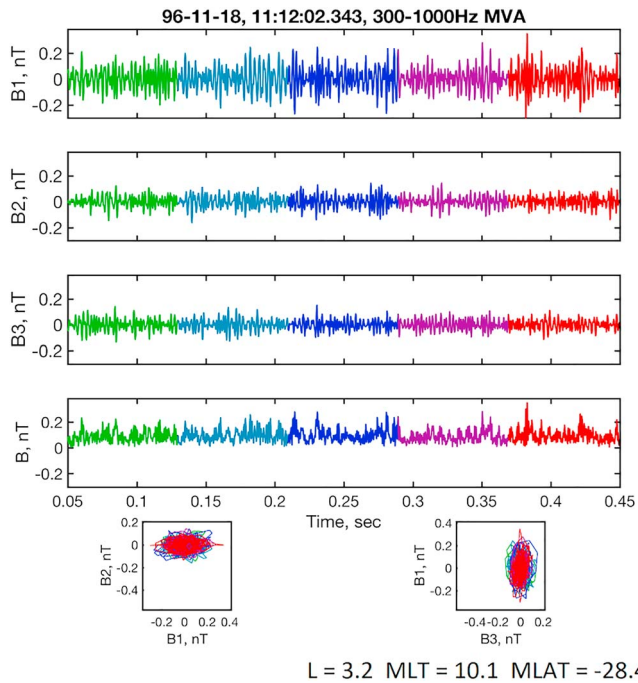 96-11-18, 11:12:02.343, 300-1000Hz MVA
B1, nT
0.2
0
-0.2
B2, nT
0.2
0
-0.2
B3, nT
0.2
0
-0.2
B, nT
0.2
0
-0.2
0.05 0.1 0.15 0.2 0.25 0.3 0.35 0.4 0.45
Time, sec
B2, nT
0.2
0
-0.2
-0.4
-0.2 0 0.2 0.4
B1, nT
B1, nT
0.4
0.2
0
-0.2
-0.4 -0.2 0 0.2
B3, nT
L = 3.2 MLT = 10.1 MLAT = -28.4